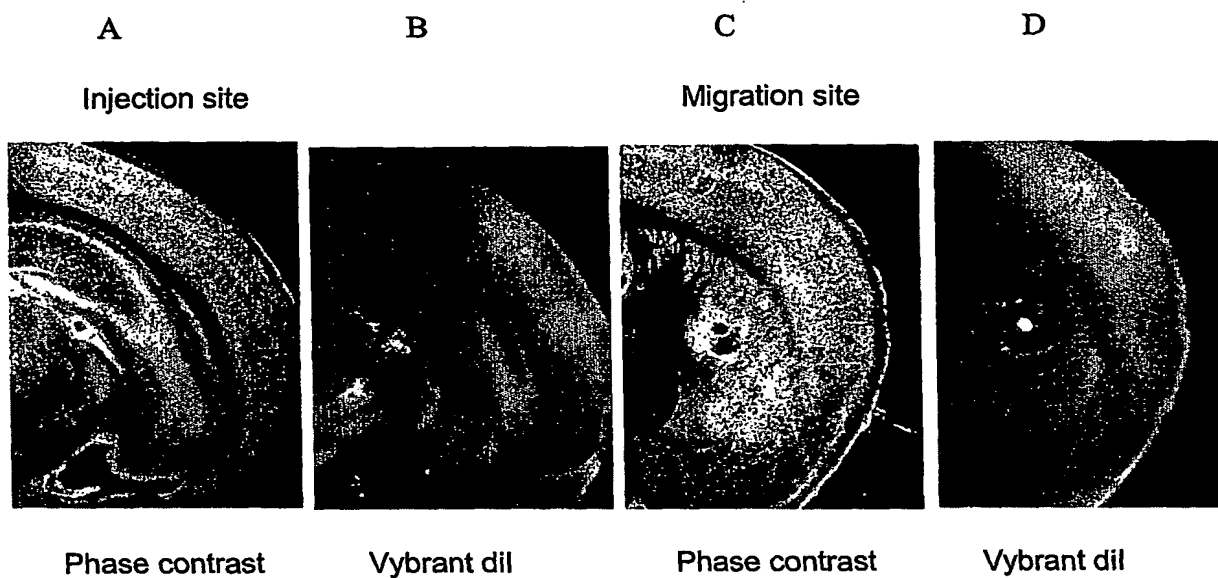 A B C D
Injection site Migration site
Phase contrast Vybrant dil Phase contrast Vybrant dil